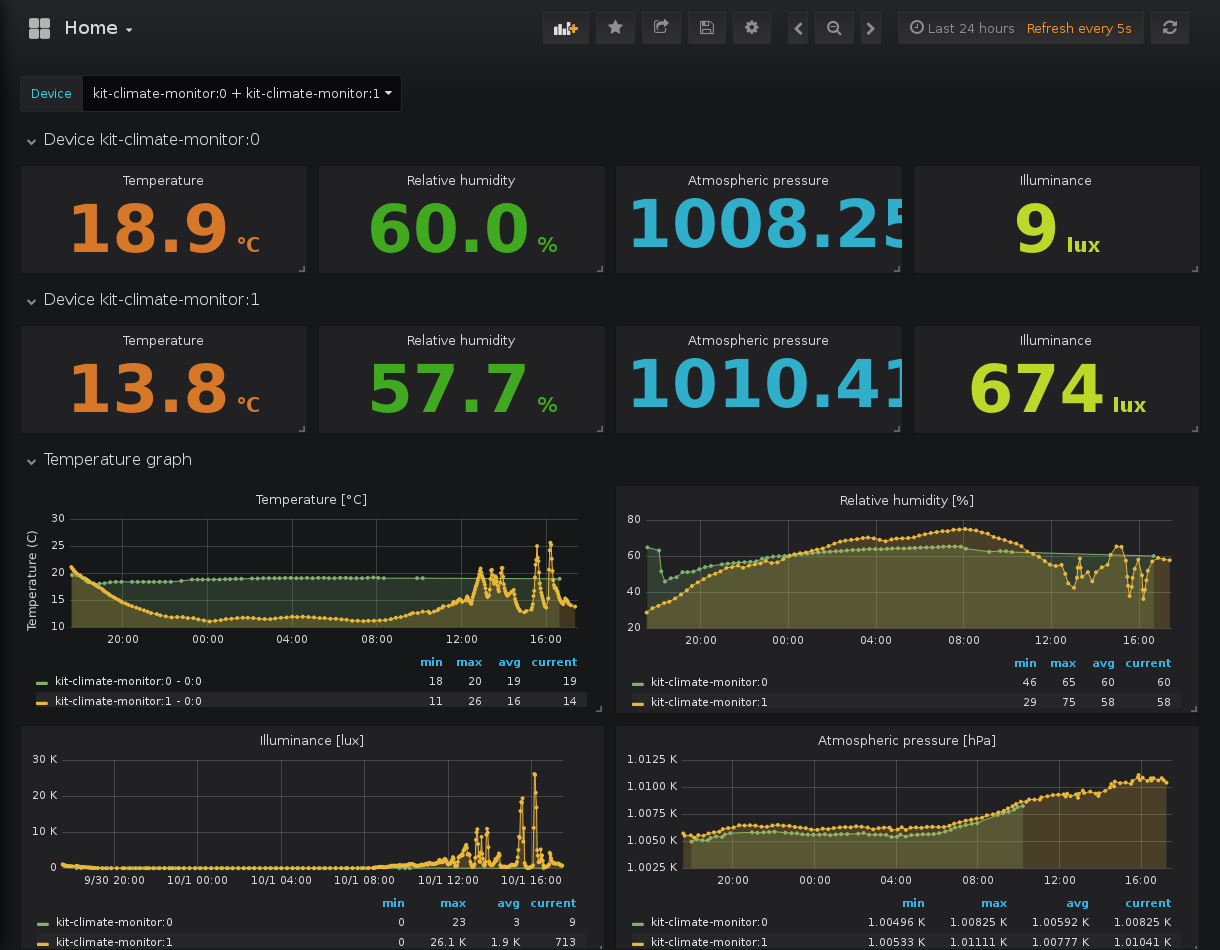 Home
Last 24 hours Refresh every 5s
Device kit-climate-monitor:0 + kit-climate-monitor:1
Device kit-climate-monitor:0
Temperature Relative humidity Atmospheric pressure Illuminance
18.9 °C 60.0 % 1008.25 9 lux
Device kit-climate-monitor:1
Temperature Relative humidity Atmospheric pressure Illuminance
13.8 °C 57.7 % 1010.41 674 lux
Temperature graph
Temperature [°C]
Temperature (C)
30
25
20
15
10
20:00 00:00 04:00 08:00 12:00 16:00
min max avg current
kit-climate-monitor:0 - 0:0 18 20 19 19
kit-climate-monitor:1 - 0:0 11 26 16 14
Relative humidity [%]
80
60
40
20
20:00 00:00 04:00 08:00 12:00 16:00
min max avg current
kit-climate-monitor:0 46 65 60 60
kit-climate-monitor:1 29 75 58 58
Illuminance [lux]
30 K
20 K
10 K
0
9/30 20:00 10/1 00:00 10/1 04:00 10/1 08:00 10/1 12:00 10/1 16:00
min max avg current
kit-climate-monitor:0 0 23 3 9
kit-climate-monitor:1 0 26.1 K 1.9 K 713
Atmospheric pressure [hPa]
1.0125 K
1.0100 K
1.0075 K
1.0050 K
1.0025 K
20:00 00:00 04:00 08:00 12:00 16:00
min max avg current
kit-climate-monitor:0 1.00496 K 1.00825 K 1.00592 K 1.00825 K
kit-climate-monitor:1 1.00533 K 1.01111 K 1.00777 K 1.01041 K